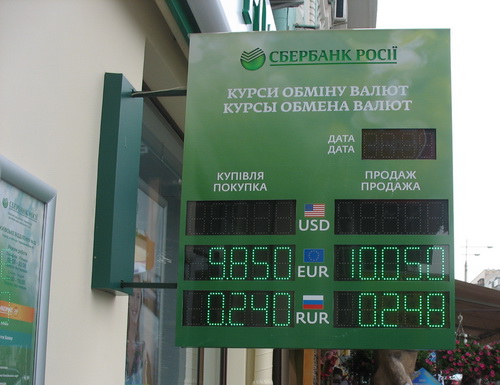 СБЕРБАНК РОСІЇ
КУРСИ ОБМІНУ ВАЛЮТ
КУРСЫ ОБМЕНА ВАЛЮТ
ДАТА
ДАТА
КУПІВЛЯ
ПОКУПКА
ПРОДАЖ
ПРОДАЖА
USD
9850 EUR 10050
0240 RUR 0248